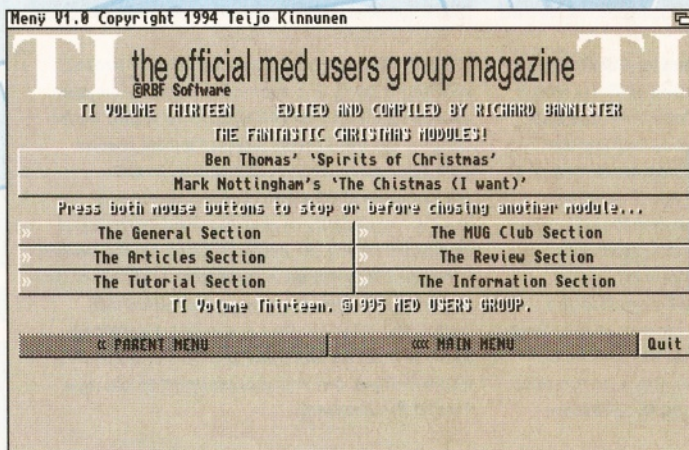 Menÿ V1.0 Copyright 1994 Teijo Kinnunen
TI the official med users group magazine TI
©RBF Software
TI VOLUME THIRTEEN EDITED AND COMPILED BY RICHARD BANNISTER
THE FANTASTIC CHRISTMAS MODULES!
Ben Thomas' 'Spirits of Christmas'
Mark Nottingham's 'The Chistmas (I want)'
Press both mouse buttons to stop or before chosing another module...
» The General Section » The MUG Club Section
» The Articles Section » The Review Section
» The Tutorial Section » The Information Section
TI Volume Thirteen. ©1995 MED USERS GROUP.
« PARENT MENU ««« MAIN MENU Quit